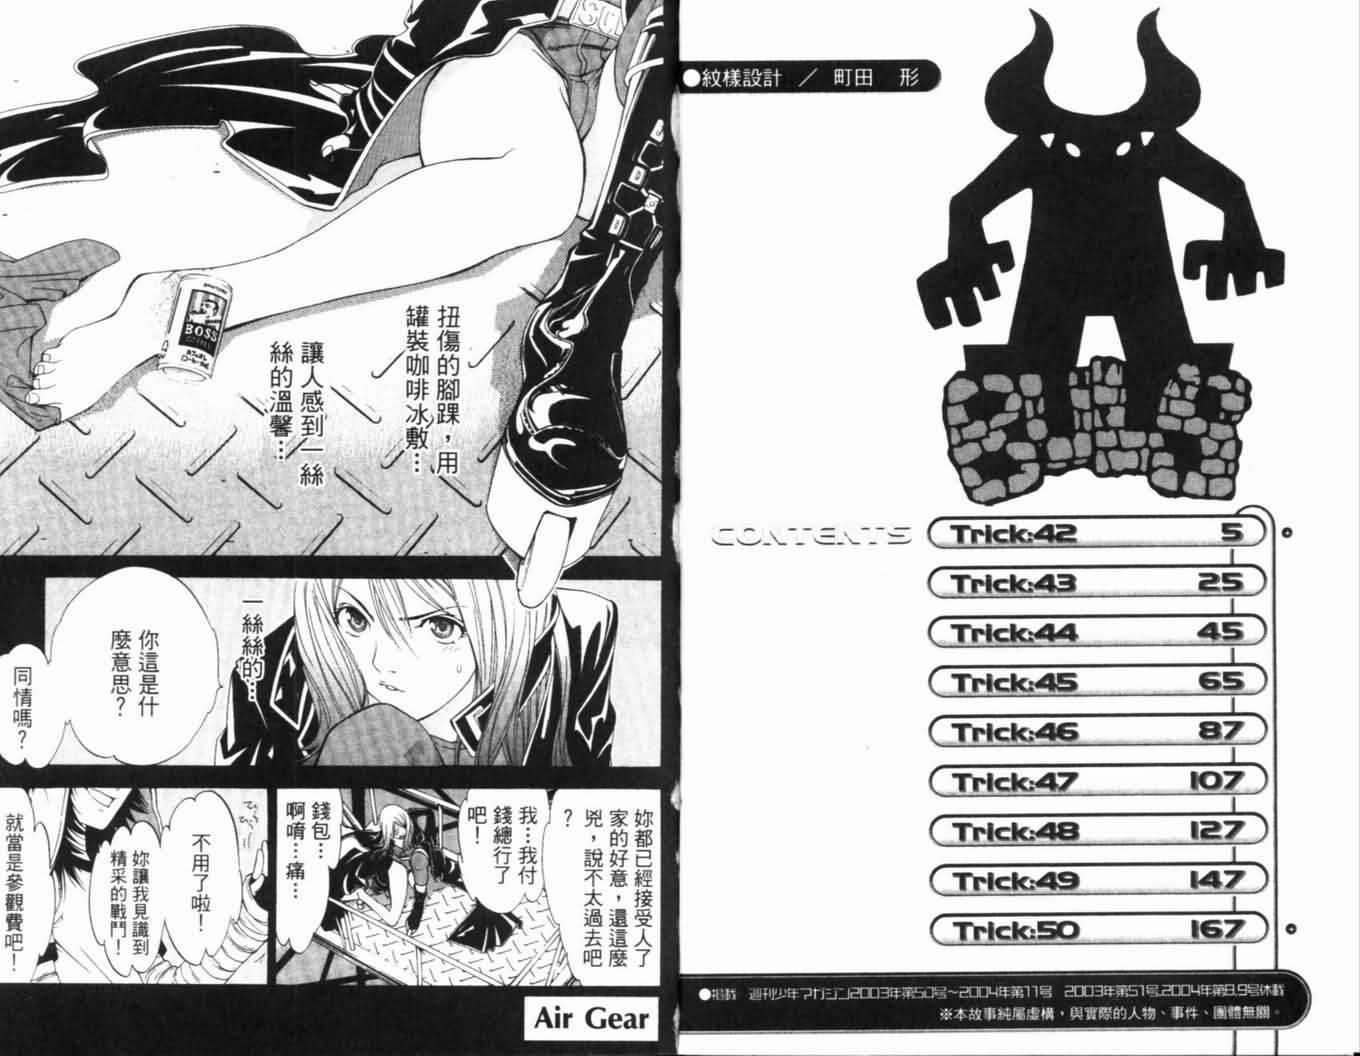 ●紋樣設計 ／ 町田 形
CONTENTS
Trick:42 5
Trick:43 25
Trick:44 45
Trick:45 65
Trick:46 87
Trick:47 107
Trick:48 127
Trick:49 147
Trick:50 167
●掲載 週刊少年マガジン2003年第50号～2004年第11号 2003年第51号,2004年第8,9号休載
※本故事純屬虛構，與實際的人物、事件、團體無關。
扭傷的腳踝，用
罐裝咖啡冰敷…
讓人感到一絲
絲的溫馨…
BOSS
一絲絲的…
你這是什
麼意思？
同情嗎？
妳都已經接受人了
家的好意，還這麼
兇，說不太過去吧
？
我…我付
錢總行了
吧！
錢包…
啊唷…痛…
不用了啦！
妳讓我見識到
精采的戰鬥！
就當是參觀費吧！
Air Gear